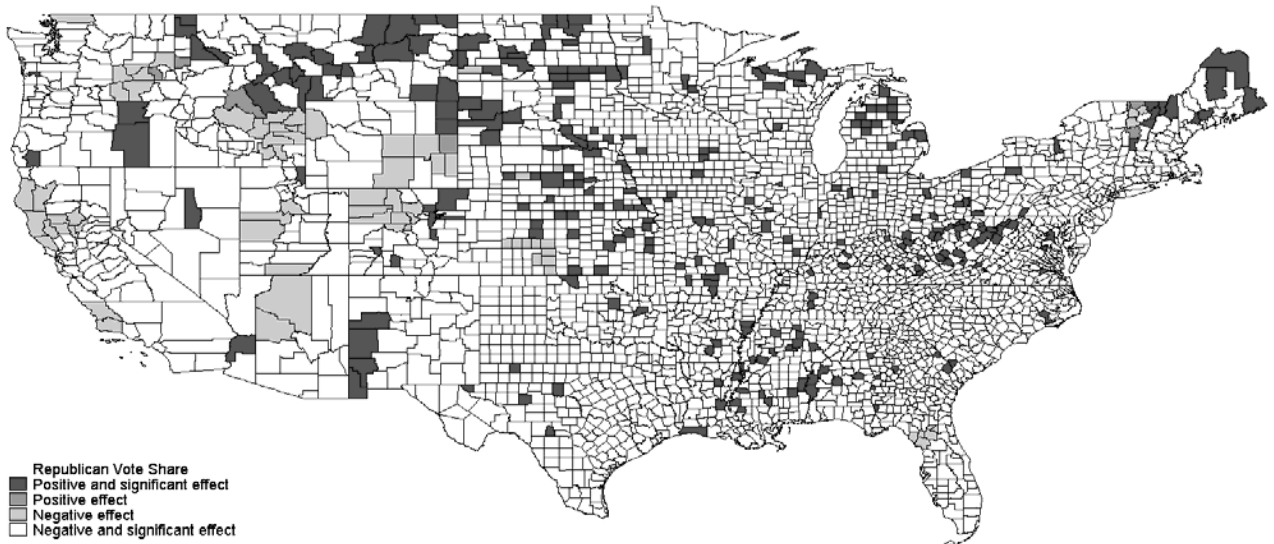 Republican Vote Share
Positive and significant effect
Positive effect
Negative effect
Negative and significant effect